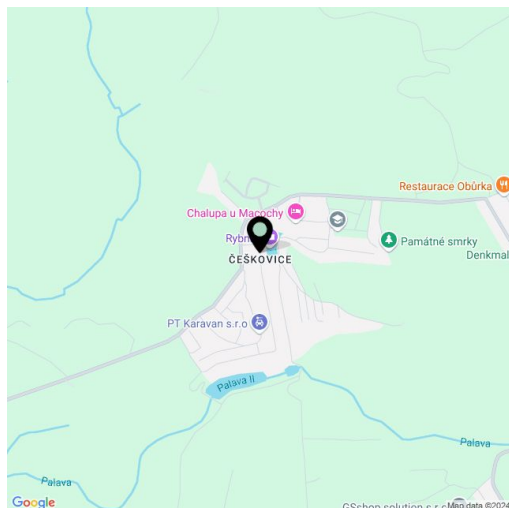 Restaurace Obůrka
Chalupa u Macochy
Rybn
Památné smrky
Denkmal
ČEŠKOVICE
PT Karavan s.r.o
Palava II
Palava
Palava
Google
GSshop solution s.r.o
Map data ©2024